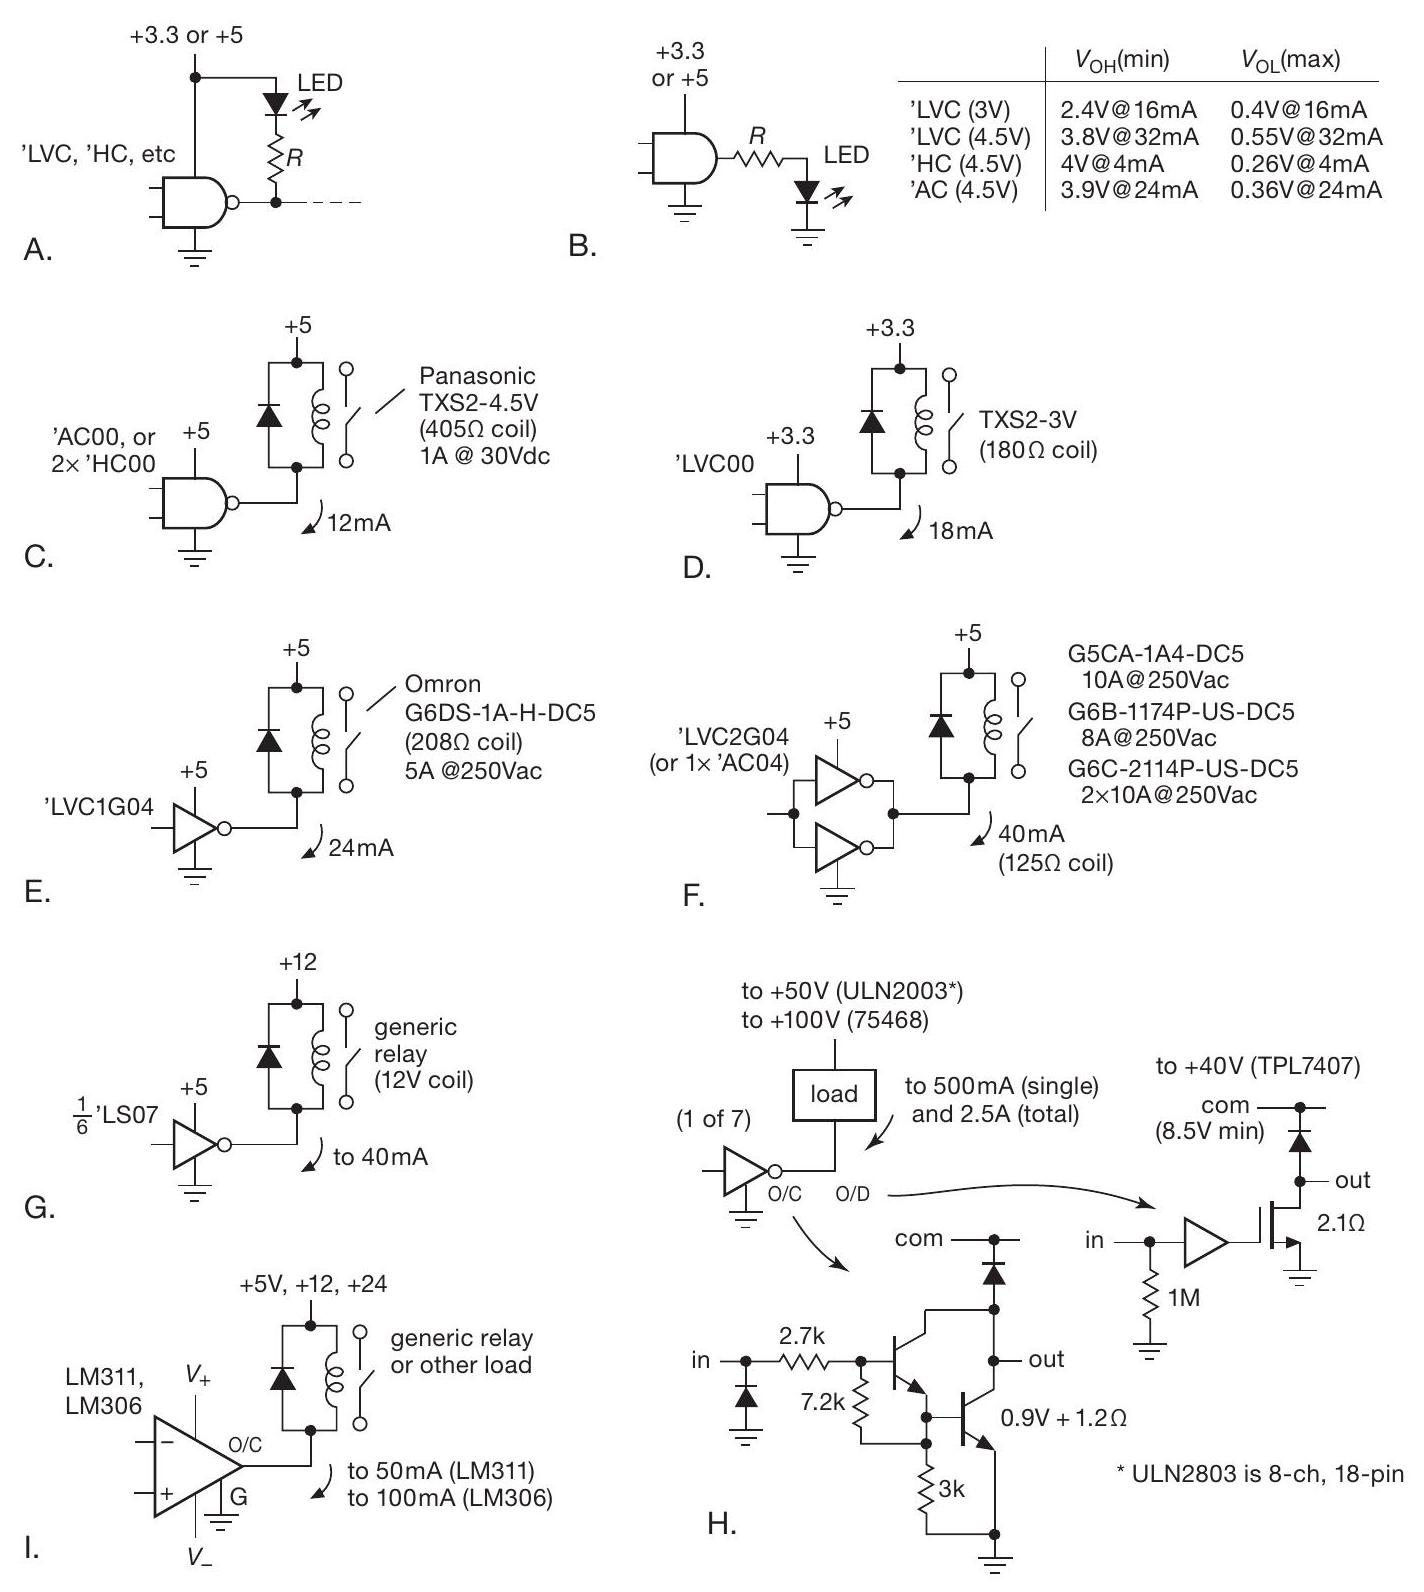 +3.3 or +5
LED
'LVC, 'HC, etc
R
A.
+3.3
or +5
R
LED
B.
VOH(min) VOL(max)
'LVC (3V) 2.4V@16mA 0.4V@16mA
'LVC (4.5V) 3.8V@32mA 0.55V@32mA
'HC (4.5V) 4V@4mA 0.26V@4mA
'AC (4.5V) 3.9V@24mA 0.36V@24mA
+5
Panasonic
TXS2-4.5V
(405Ω coil)
1A @ 30Vdc
'AC00, or
2× 'HC00
+5
12mA
C.
+3.3
TXS2-3V
(180Ω coil)
+3.3
'LVC00
18mA
D.
+5
Omron
G6DS-1A-H-DC5
(208Ω coil)
5A @250Vac
+5
'LVC1G04
24mA
E.
+5
G5CA-1A4-DC5
10A@250Vac
G6B-1174P-US-DC5
8A@250Vac
G6C-2114P-US-DC5
2×10A@250Vac
+5
'LVC2G04
(or 1× 'AC04)
40mA
(125Ω coil)
F.
+12
generic
relay
(12V coil)
+5
1/6 'LS07
to 40mA
G.
to +50V (ULN2003*)
to +100V (75468)
load
to 500mA (single)
and 2.5A (total)
(1 of 7)
O/C O/D
to +40V (TPL7407)
com
(8.5V min)
out
2.1Ω
in
1M
com
2.7k
in
out
7.2k
0.9V + 1.2Ω
3k
* ULN2803 is 8-ch, 18-pin
H.
+5V, +12, +24
generic relay
or other load
LM311,
LM306
V+
−
+
O/C
G
V−
to 50mA (LM311)
to 100mA (LM306)
I.